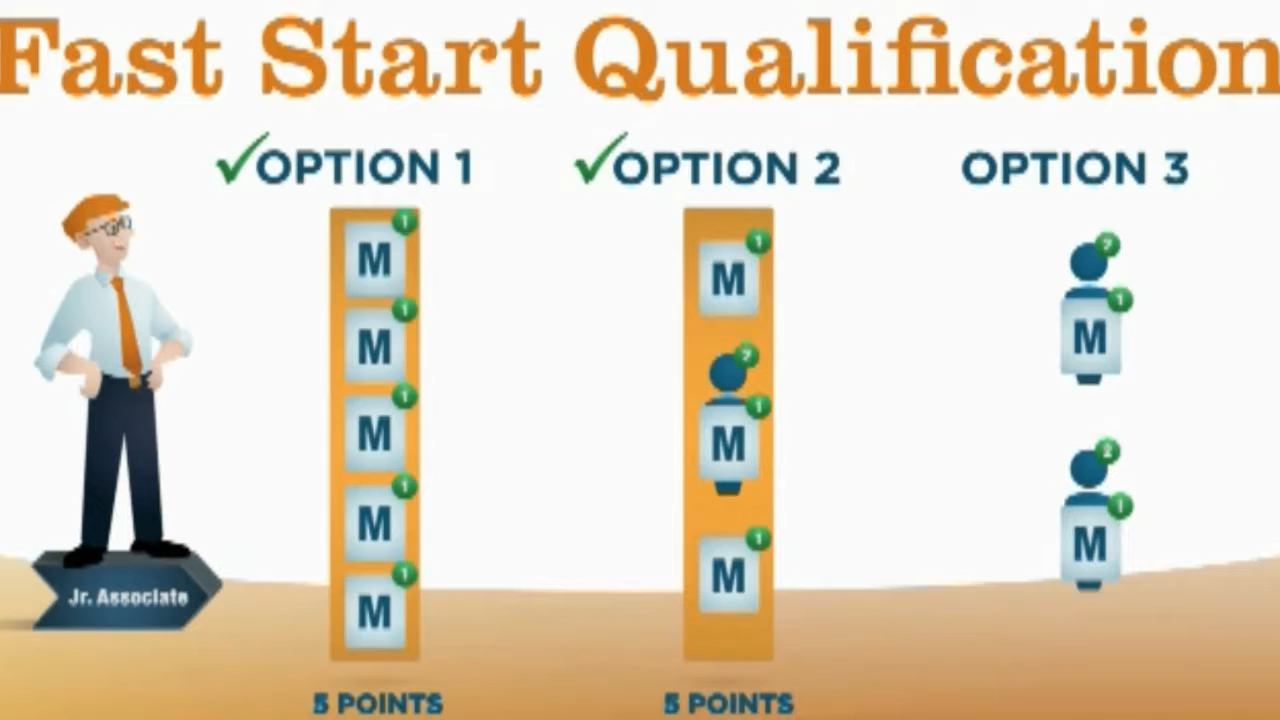 Fast Start Qualification
OPTION 1
OPTION 2
OPTION 3
M 1
M 1
M 1
M 1
M 1
M 1
2
M 1
M 1
2
M 1
2
M 1
Jr. Associate
5 POINTS
5 POINTS